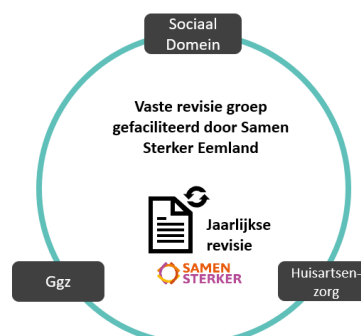 Sociaal
Domein
Vaste revisie groep
gefaciliteerd door Samen
Sterker Eemland
Jaarlijkse
revisie
SAMEN
STERKER
Ggz
Huisartsen-
zorg